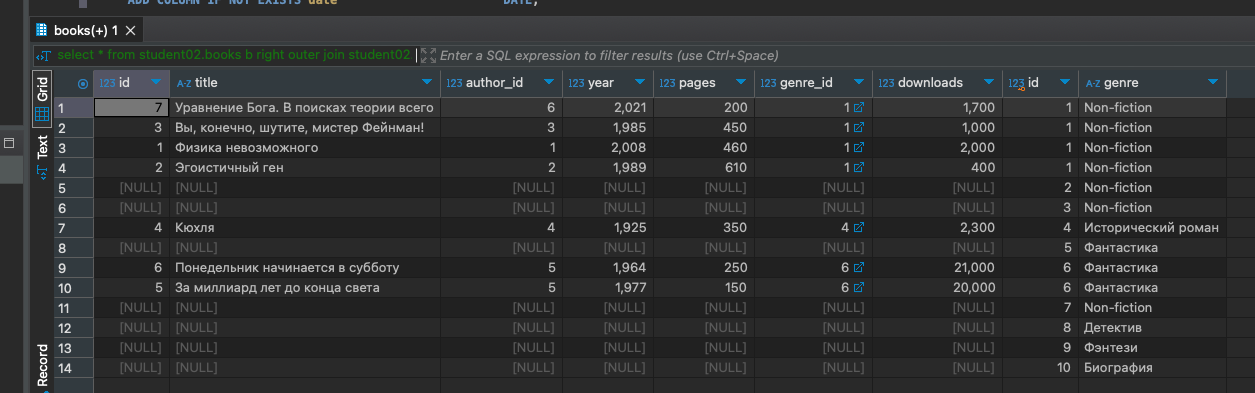 ADD COLUMN IF NOT EXISTS date DATE;
books(+) 1
select * from student02.books b right outer join student02 Enter a SQL expression to filter results (use Ctrl+Space)
Grid
Text
Record
123 id A-Z title 123 author_id 123 year 123 pages 123 genre_id 123 downloads 123 id A-Z genre
1 7 Уравнение Бога. В поисках теории всего 6 2,021 200 1 1,700 1 Non-fiction
2 3 Вы, конечно, шутите, мистер Фейнман! 3 1,985 450 1 1,000 1 Non-fiction
3 1 Физика невозможного 1 2,008 460 1 2,000 1 Non-fiction
4 2 Эгоистичный ген 2 1,989 610 1 400 1 Non-fiction
5 [NULL] [NULL] [NULL] [NULL] [NULL] [NULL] [NULL] 2 Non-fiction
6 [NULL] [NULL] [NULL] [NULL] [NULL] [NULL] [NULL] 3 Non-fiction
7 4 Кюхля 4 1,925 350 4 2,300 4 Исторический роман
8 [NULL] [NULL] [NULL] [NULL] [NULL] [NULL] [NULL] 5 Фантастика
9 6 Понедельник начинается в субботу 5 1,964 250 6 21,000 6 Фантастика
10 5 За миллиард лет до конца света 5 1,977 150 6 20,000 6 Фантастика
11 [NULL] [NULL] [NULL] [NULL] [NULL] [NULL] [NULL] 7 Non-fiction
12 [NULL] [NULL] [NULL] [NULL] [NULL] [NULL] [NULL] 8 Детектив
13 [NULL] [NULL] [NULL] [NULL] [NULL] [NULL] [NULL] 9 Фэнтези
14 [NULL] [NULL] [NULL] [NULL] [NULL] [NULL] [NULL] 10 Биография